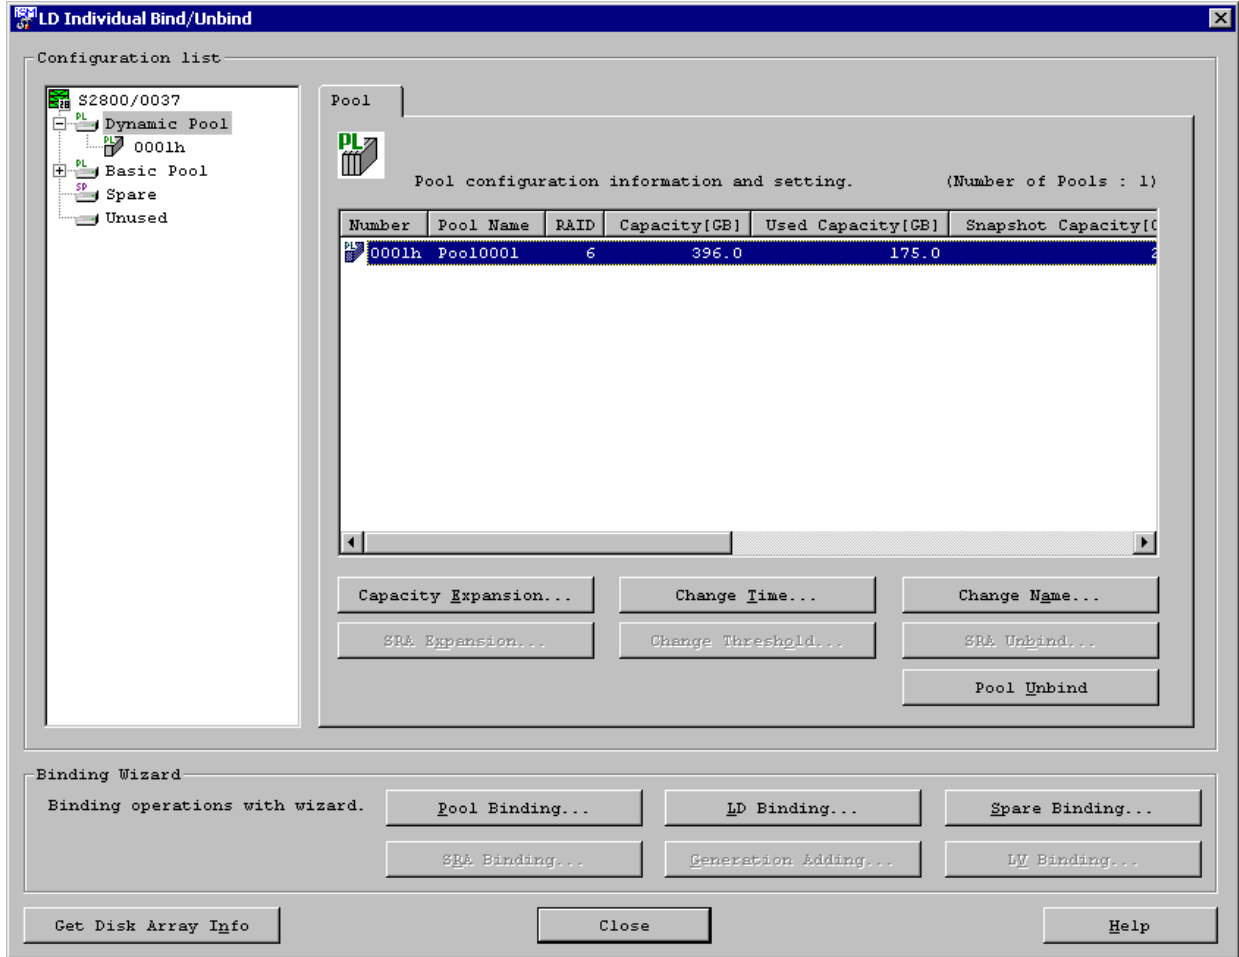 LD Individual Bind/Unbind
Configuration list
S2800/0037
Dynamic Pool
0001h
Basic Pool
Spare
Unused
Pool
Pool configuration information and setting. (Number of Pools : 1)
Number Pool Name RAID Capacity[GB] Used Capacity[GB] Snapshot Capacity[G
0001h Pool0001 6 396.0 175.0 2
Capacity Expansion... Change Time... Change Name...
SRA Expansion... Change Threshold... SRA Unbind...
Pool Unbind
Binding Wizard
Binding operations with wizard. Pool Binding... LD Binding... Spare Binding...
SRA Binding... Generation Adding... LV Binding...
Get Disk Array Info Close Help